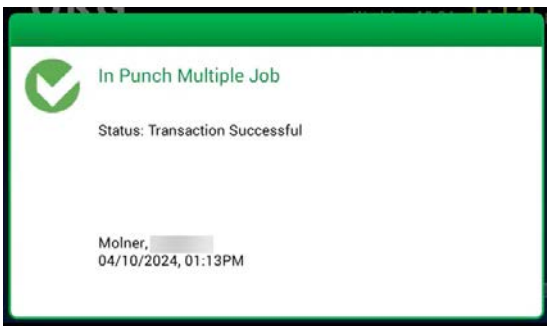 In Punch Multiple Job
Status: Transaction Successful
Molner,
04/10/2024, 01:13PM